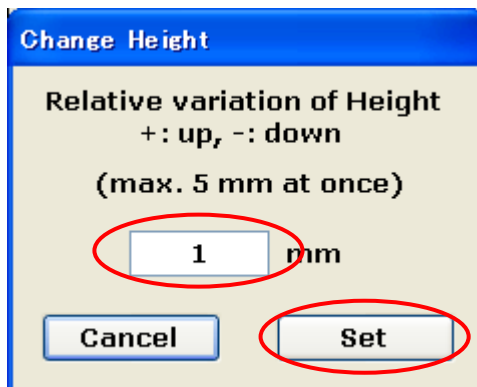 Change Height
Relative variation of Height
+: up, -: down
(max. 5 mm at once)
1 mm
Cancel Set